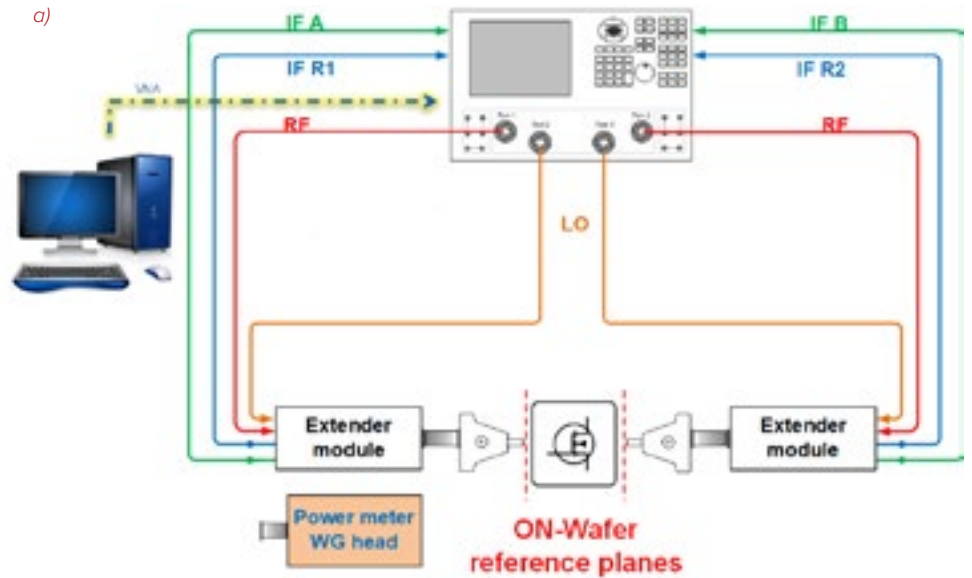 a)
IF A
IF B
IF R1
IF R2
RF
RF
LO
Extender
module
Extender
module
Power meter
WG head
ON-Wafer
reference planes